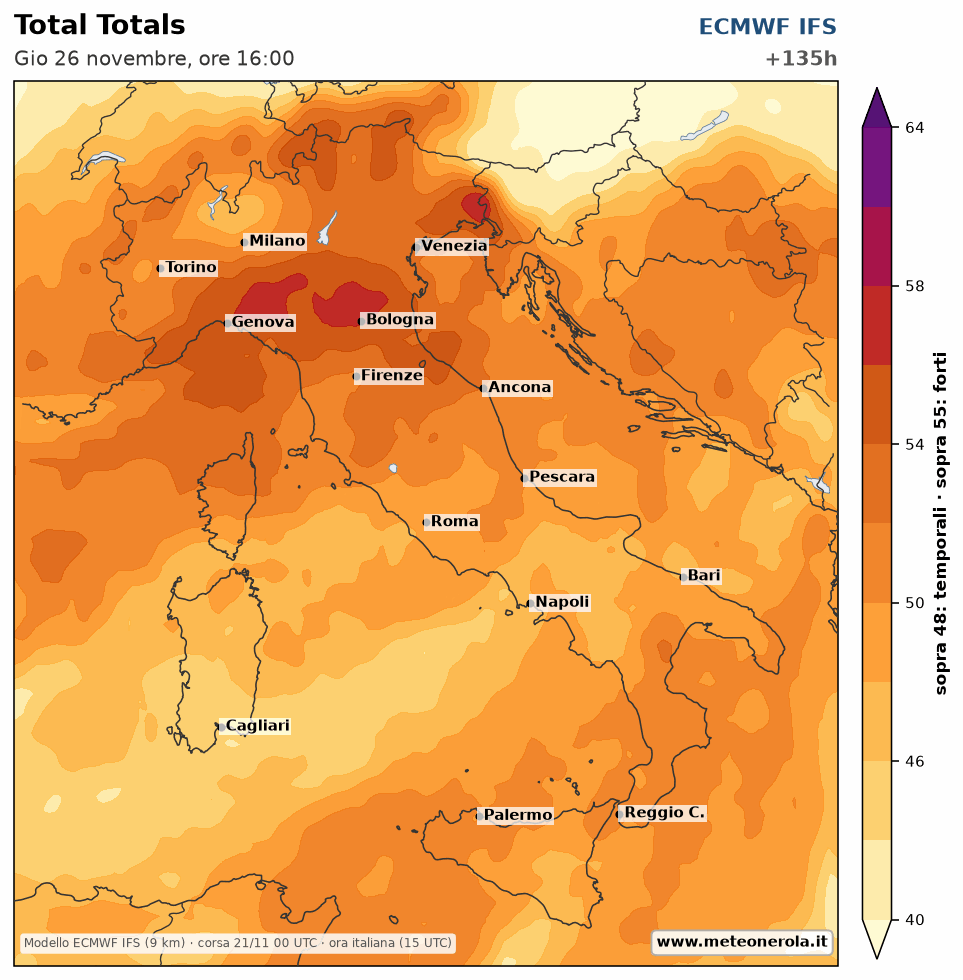 Total Totals
ECMWF IFS
Gio 26 novembre, ore 16:00
+135h
Milano
Venezia
Torino
Genova
Bologna
Firenze
Ancona
Pescara
Roma
Bari
Napoli
Cagliari
Palermo
Reggio C.
64
58
54
50
46
40
sopra 48: temporali · sopra 55: forti
Modello ECMWF IFS (9 km) · corsa 21/11 00 UTC · ora italiana (15 UTC)
www.meteonerola.it